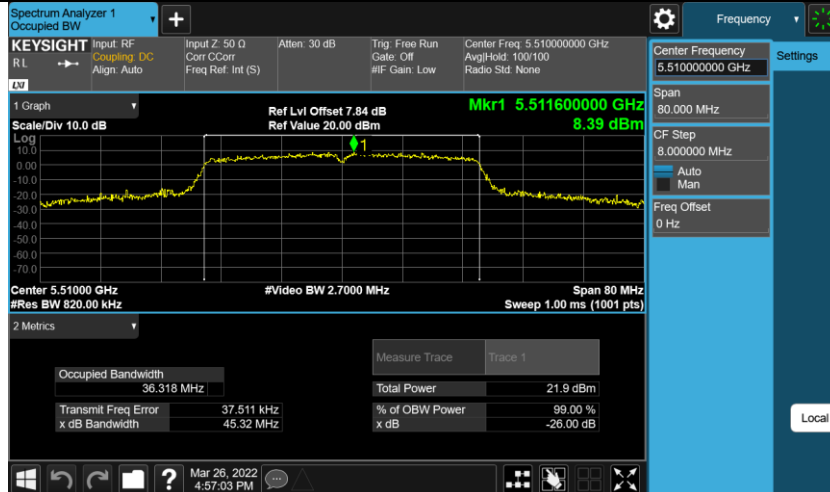 Spectrum Analyzer 1
Occupied BW
+
Frequency
KEYSIGHT
RL
LXI
Input: RF
Coupling: DC
Align: Auto
Input Z: 50 Ω
Corr CCorr
Freq Ref: Int (S)
Atten: 30 dB
Trig: Free Run
Gate: Off
#IF Gain: Low
Center Freq: 5.510000000 GHz
Avg|Hold: 100/100
Radio Std: None
Center Frequency
5.510000000 GHz
Settings
Span
80.000 MHz
CF Step
8.000000 MHz
Auto
Man
Freq Offset
0 Hz
1 Graph
Scale/Div 10.0 dB
Ref Lvl Offset 7.84 dB
Ref Value 20.00 dBm
Mkr1 5.511600000 GHz
8.39 dBm
Log
10.0
0.00
-10.0
-20.0
-30.0
-40.0
-50.0
-60.0
-70.0
1
Center 5.51000 GHz
#Res BW 820.00 kHz
#Video BW 2.7000 MHz
Span 80 MHz
Sweep 1.00 ms (1001 pts)
2 Metrics
Measure Trace Trace 1
Occupied Bandwidth
36.318 MHz
Total Power 21.9 dBm
Transmit Freq Error 37.511 kHz
% of OBW Power 99.00 %
x dB Bandwidth 45.32 MHz
x dB -26.00 dB
Local
?
Mar 26, 2022
4:57:03 PM